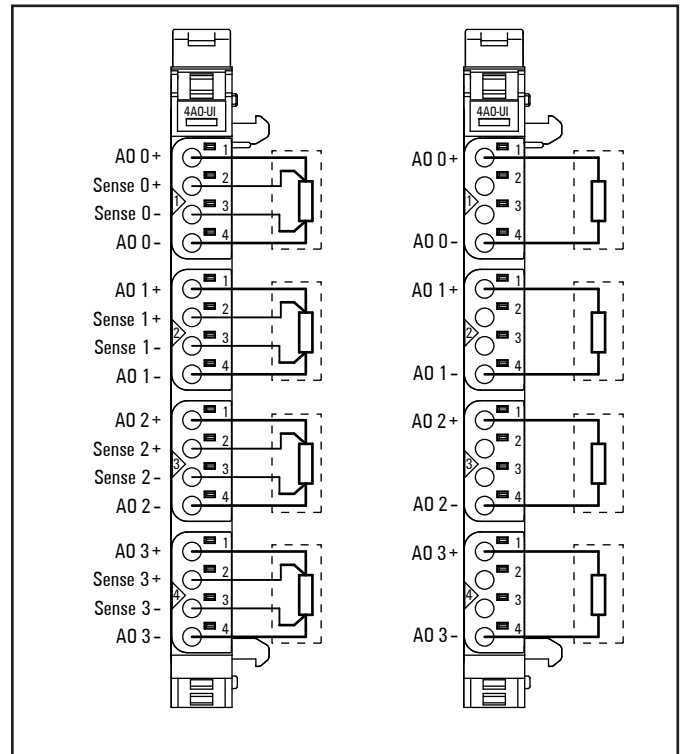 4AO-UI
AO 0+ 1
Sense 0+ 2
1
Sense 0- 3
AO 0- 4
AO 1+ 1
Sense 1+ 2
2
Sense 1- 3
AO 1- 4
AO 2+ 1
Sense 2+ 2
3
Sense 2- 3
AO 2- 4
AO 3+ 1
Sense 3+ 2
4
Sense 3- 3
AO 3- 4
4AO-UI
AO 0+ 1
2
1
3
AO 0- 4
AO 1+ 1
2
2
3
AO 1- 4
AO 2+ 1
2
3
3
AO 2- 4
AO 3+ 1
2
4
3
AO 3- 4